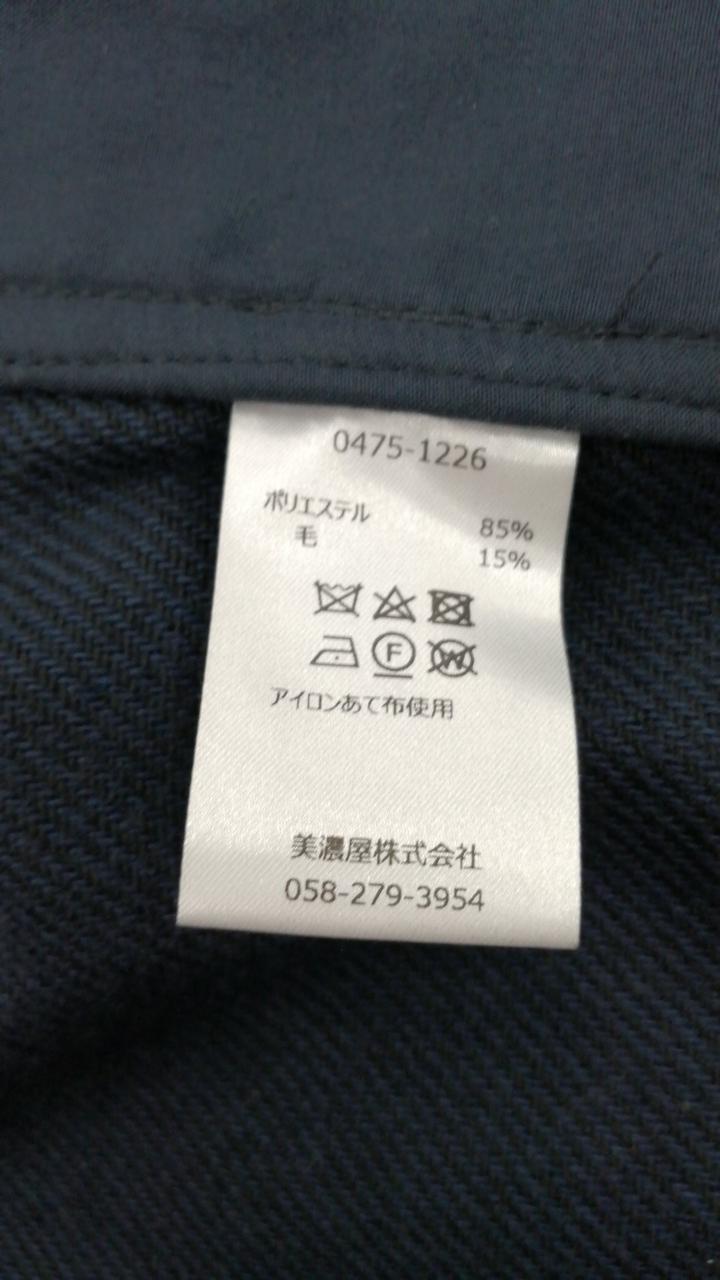 0475-1226
ポリエステル 85%
毛 15%
F W
アイロンあて布使用
美濃屋株式会社
058-279-3954